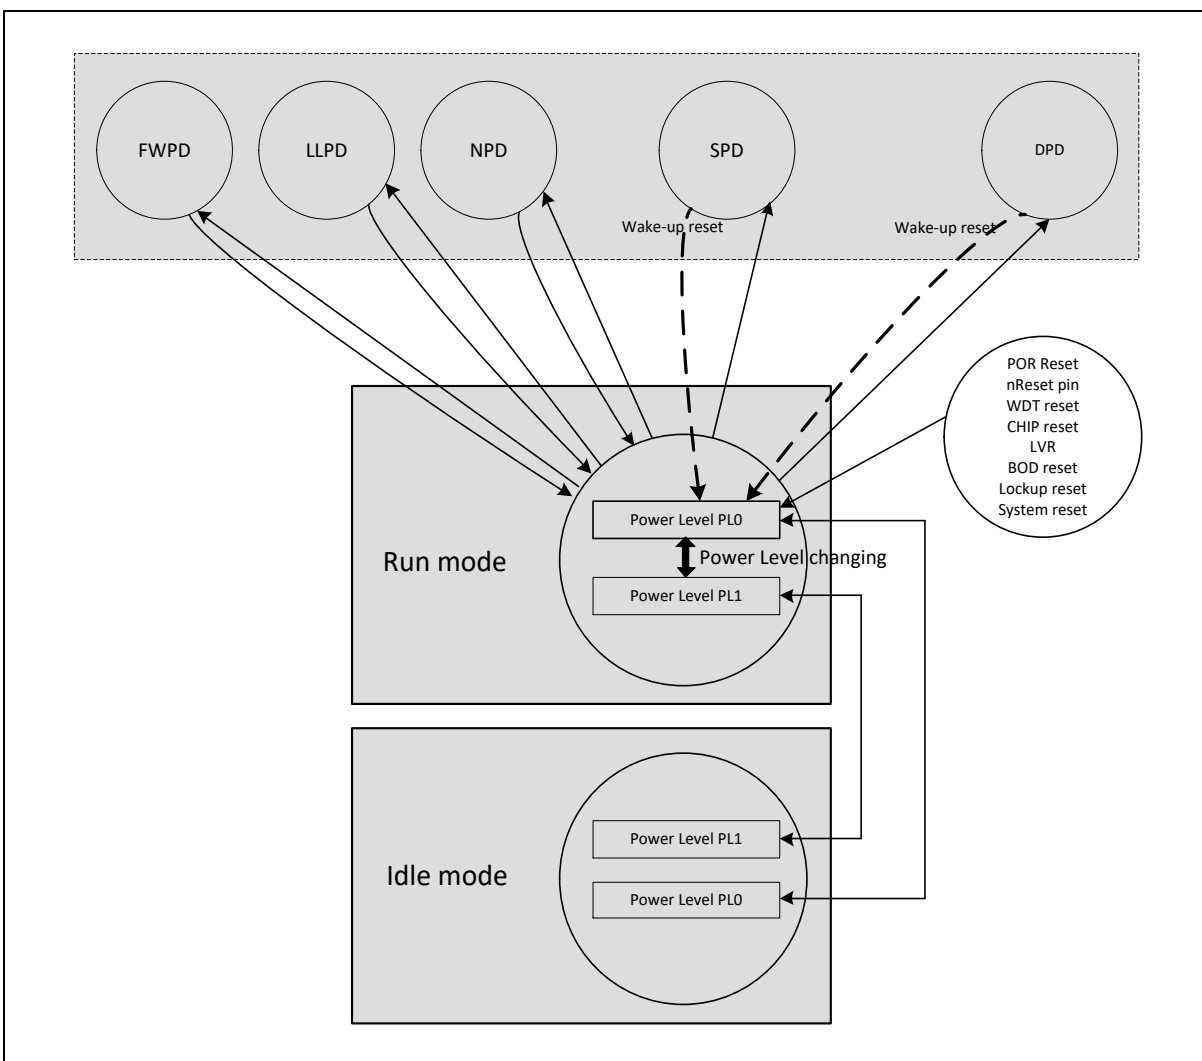 FWPD
LLPD
NPD
SPD
DPD
Wake-up reset
Wake-up reset
POR Reset
nReset pin
WDT reset
CHIP reset
LVR
BOD reset
Lockup reset
System reset
Power Level PL0
Run mode
Power Level changing
Power Level PL1
Power Level PL1
Idle mode
Power Level PL0